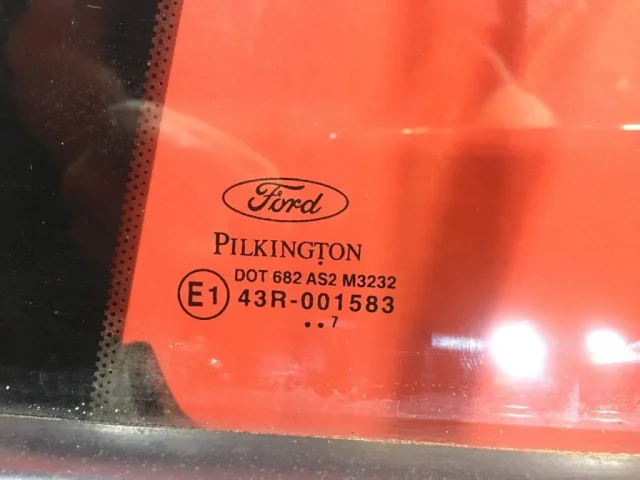 Ford
PILKINGTON
DOT 682 AS2 M3232
E1 43R-001583
..7